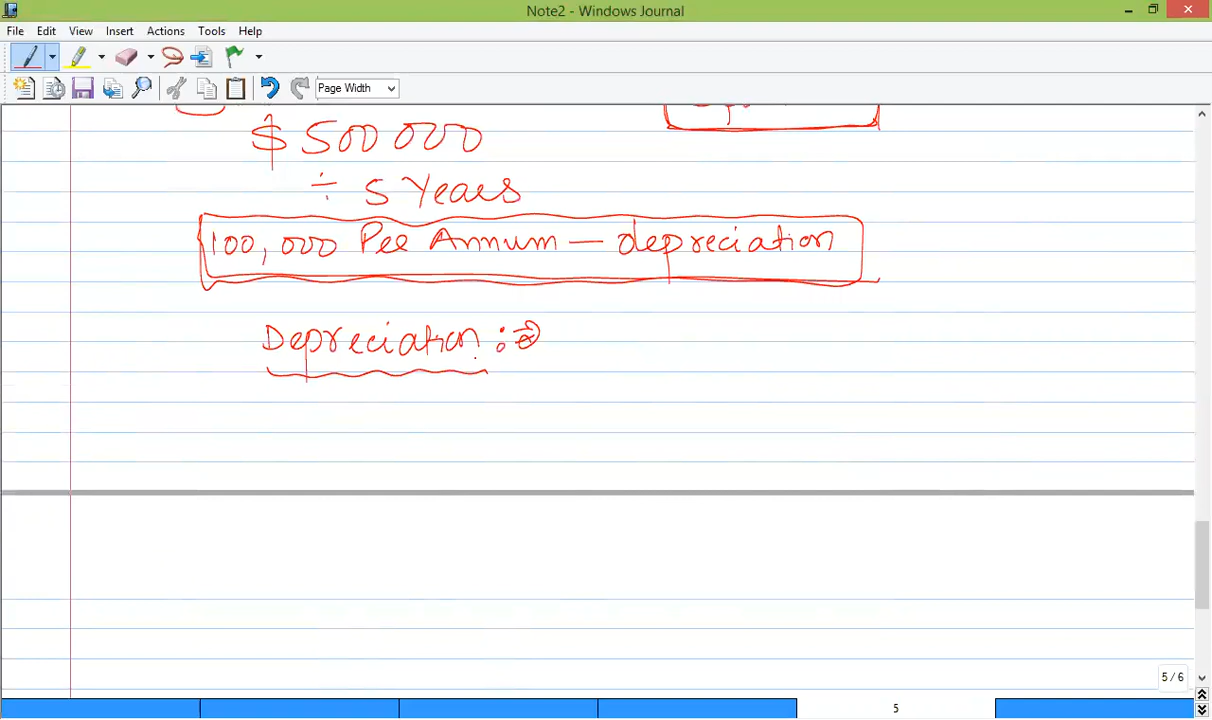 Note2 - Windows Journal
File Edit View Insert Actions Tools Help
Page Width
$ 500 000
÷ 5 Years
100,000 Per Annum — depreciation
Depreciation :
5 / 6
5